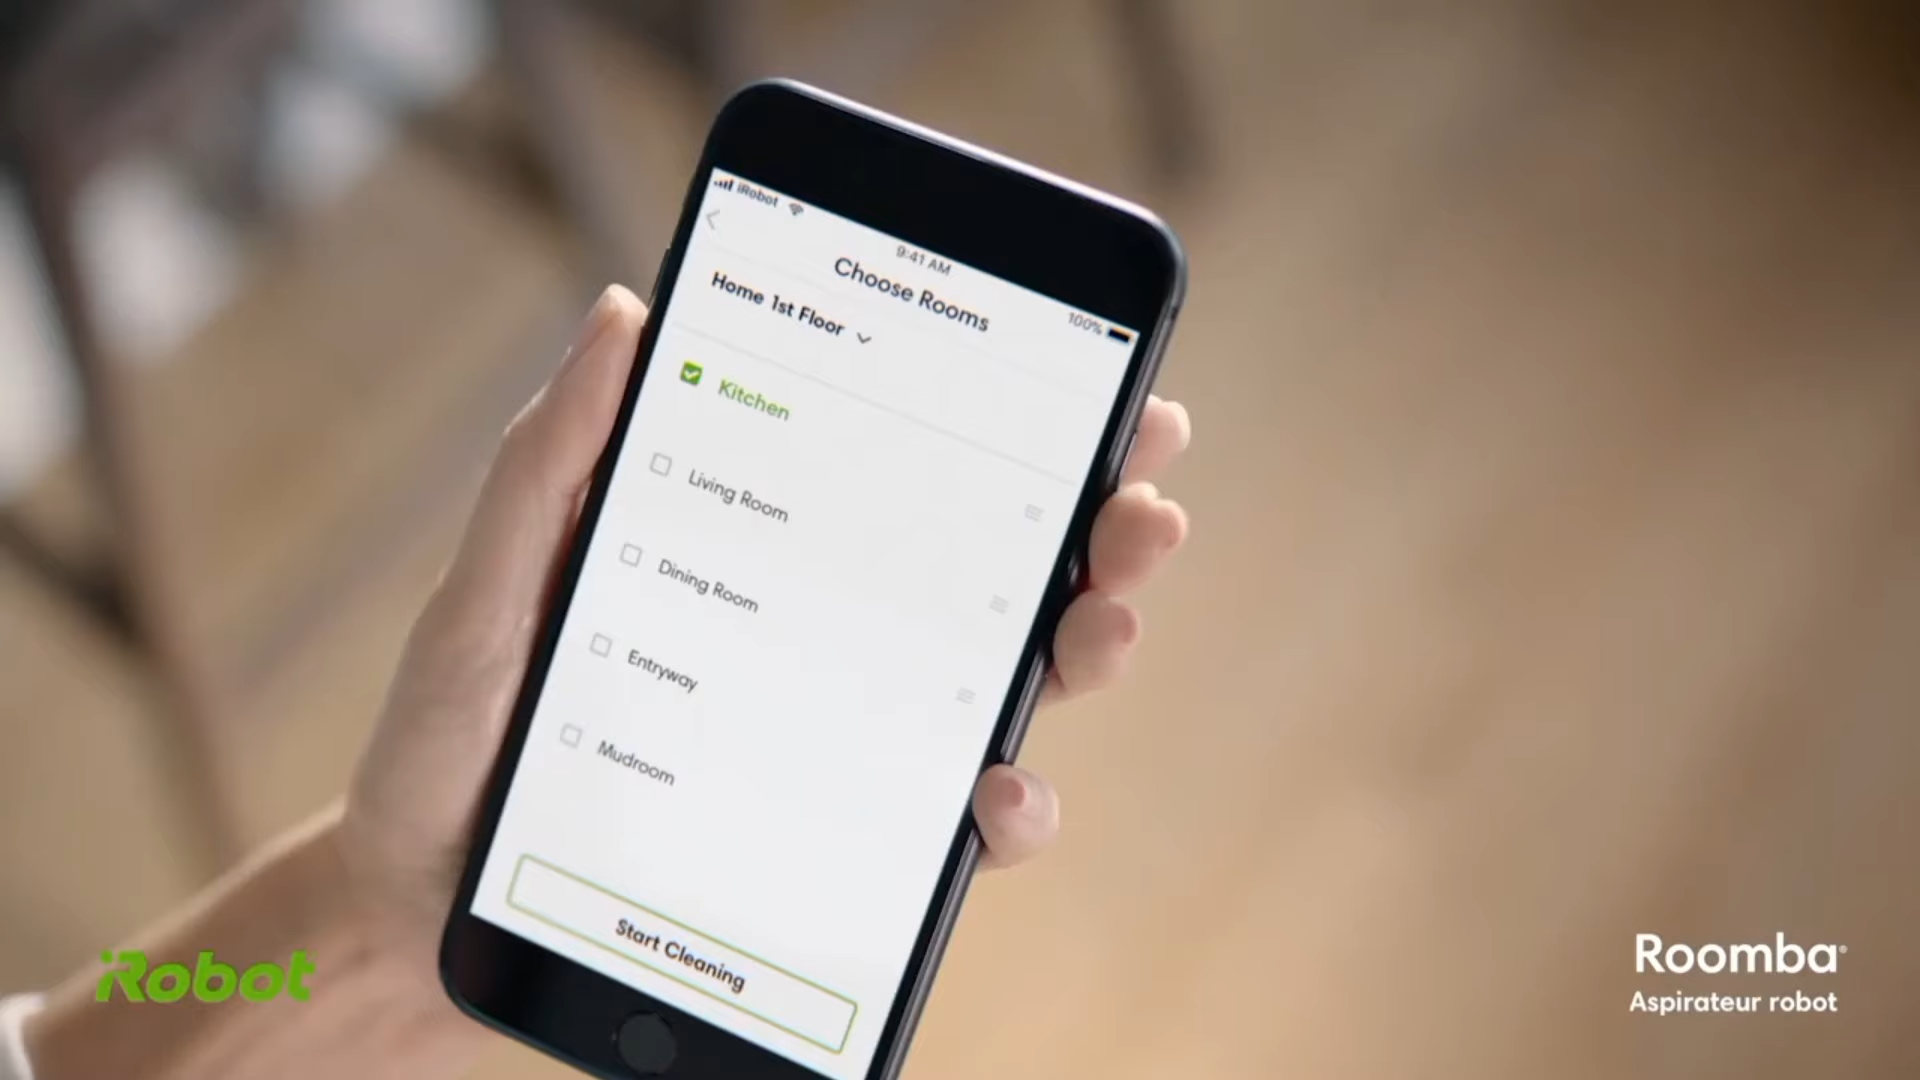 iRobot
9:41 AM
100%
Choose Rooms
Home 1st Floor
Kitchen
Living Room
Dining Room
Entryway
Mudroom
Start Cleaning
iRobot
Roomba®
Aspirateur robot